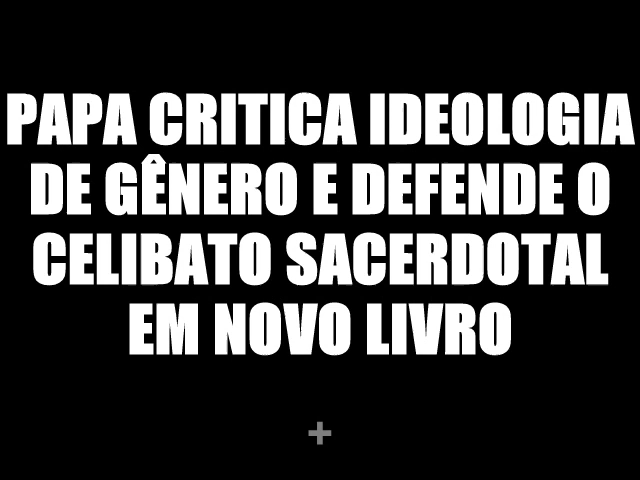 PAPA CRITICA IDEOLOGIA
DE GÊNERO E DEFENDE O
CELIBATO SACERDOTAL
EM NOVO LIVRO
+